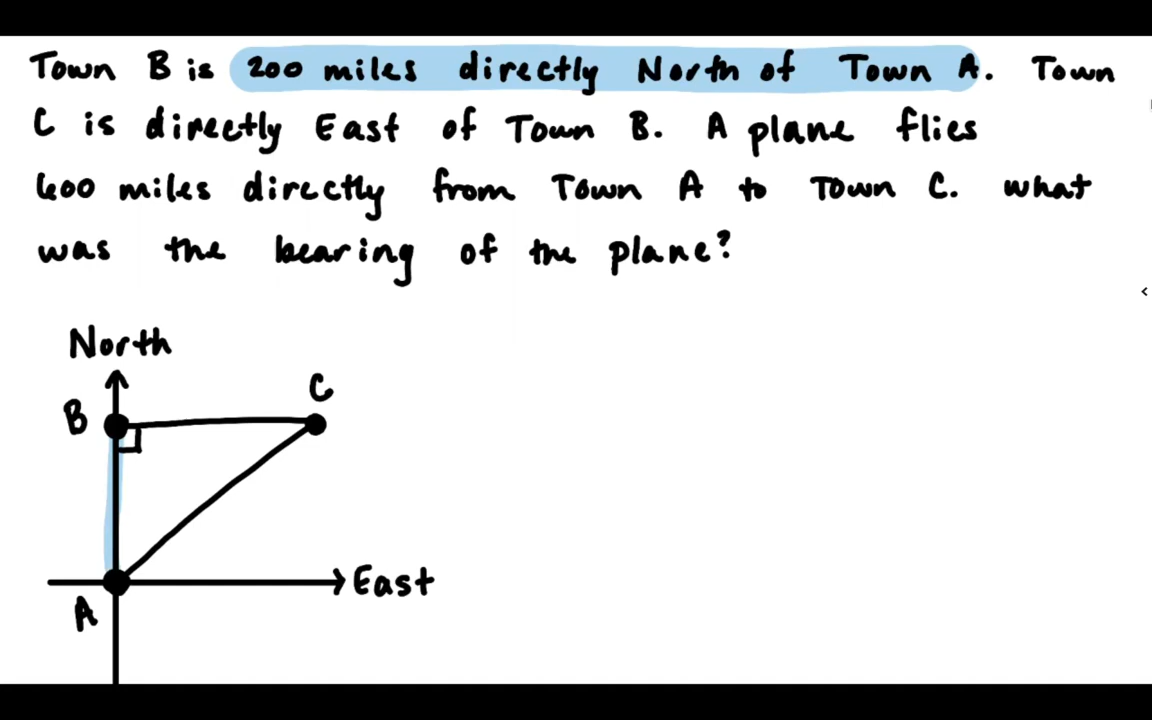 Town B is 200 miles directly North of Town A. Town
C is directly East of Town B. A plane flies
600 miles directly from Town A to Town C. what
was the bearing of the plane?
North
C
B
East
A